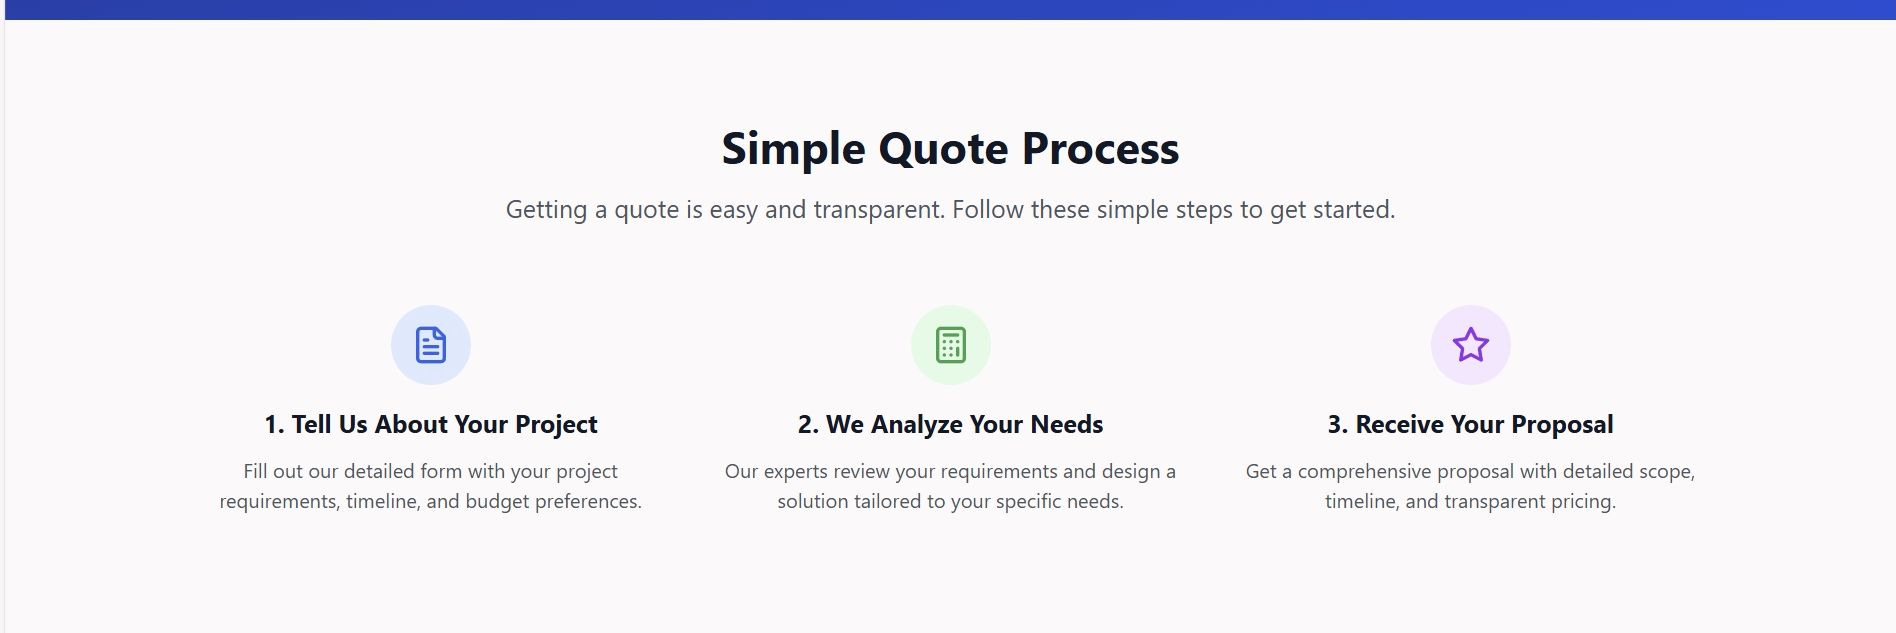 Simple Quote Process
Getting a quote is easy and transparent. Follow these simple steps to get started.
1. Tell Us About Your Project
Fill out our detailed form with your project
requirements, timeline, and budget preferences.
2. We Analyze Your Needs
Our experts review your requirements and design a
solution tailored to your specific needs.
3. Receive Your Proposal
Get a comprehensive proposal with detailed scope,
timeline, and transparent pricing.